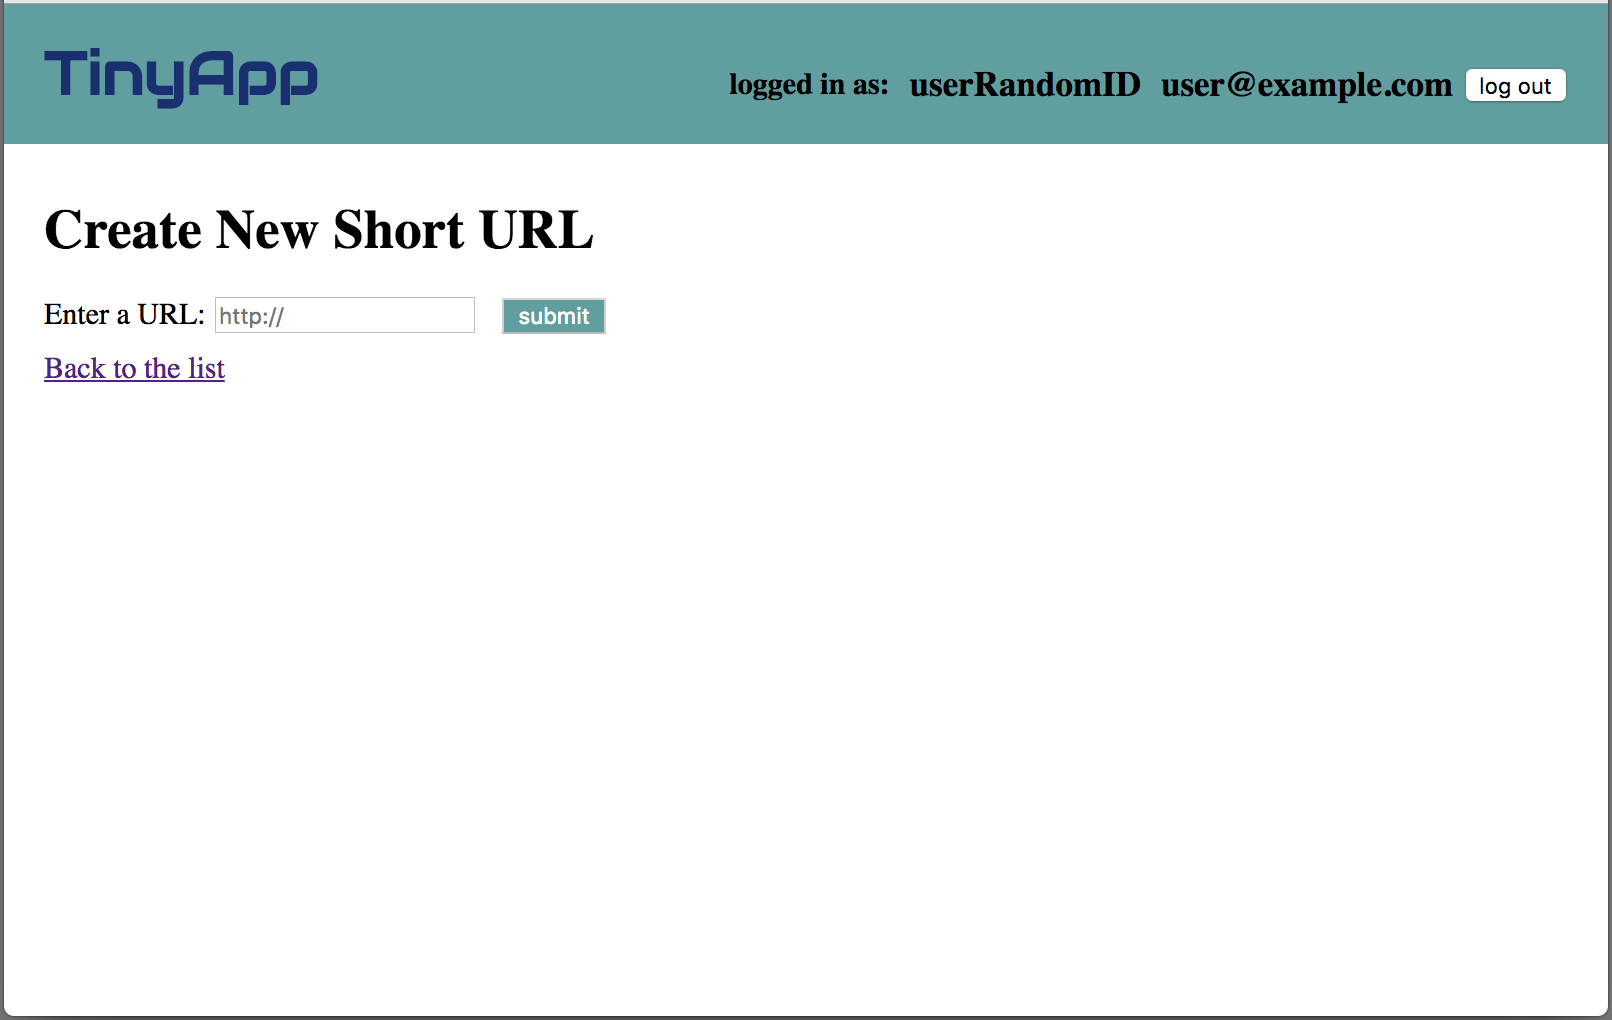 TinyApp
logged in as: userRandomID user@example.com log out
Create New Short URL
Enter a URL: http:// submit
Back to the list